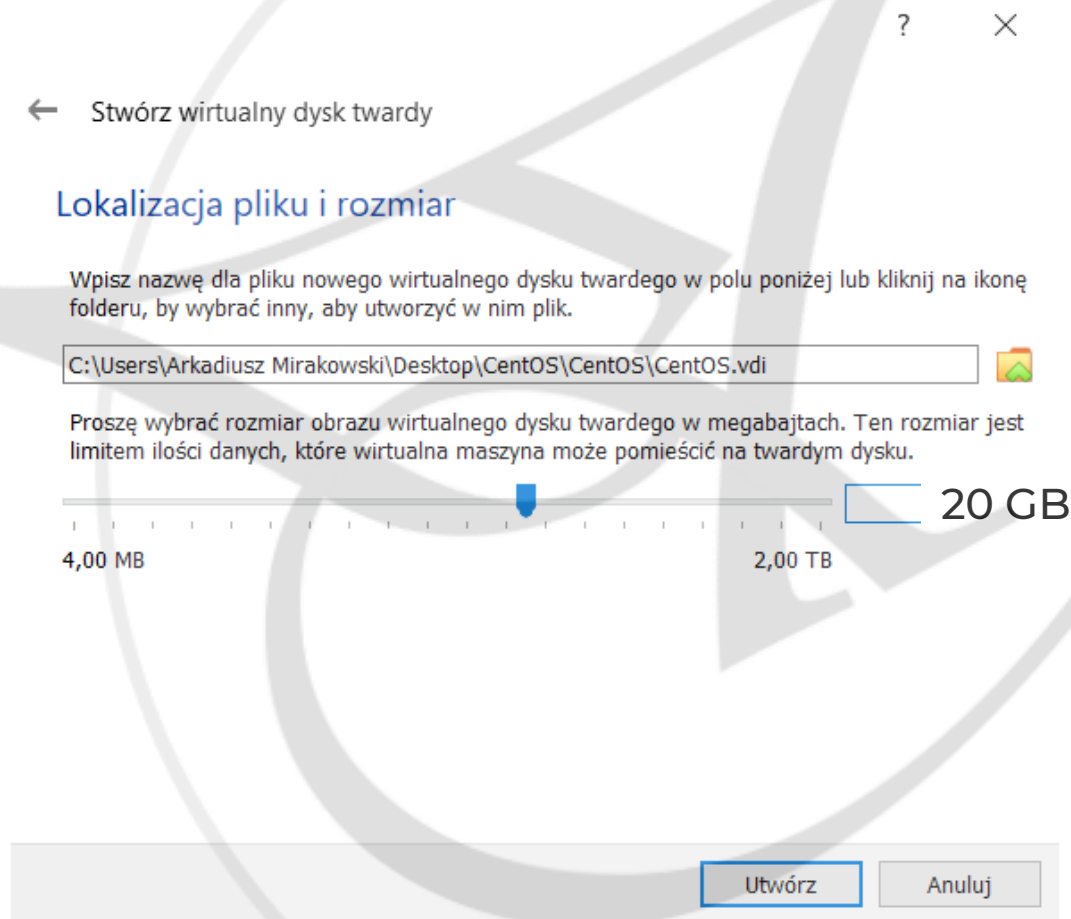 ?
Stwórz wirtualny dysk twardy
Lokalizacja pliku i rozmiar
Wpisz nazwę dla pliku nowego wirtualnego dysku twardego w polu poniżej lub kliknij na ikonę
folderu, by wybrać inny, aby utworzyć w nim plik.
C:\Users\Arkadiusz Mirakowski\Desktop\CentOS\CentOS\CentOS.vdi
Proszę wybrać rozmiar obrazu wirtualnego dysku twardego w megabajtach. Ten rozmiar jest
limitem ilości danych, które wirtualna maszyna może pomieścić na twardym dysku.
20 GB
4,00 MB 2,00 TB
Utwórz Anuluj